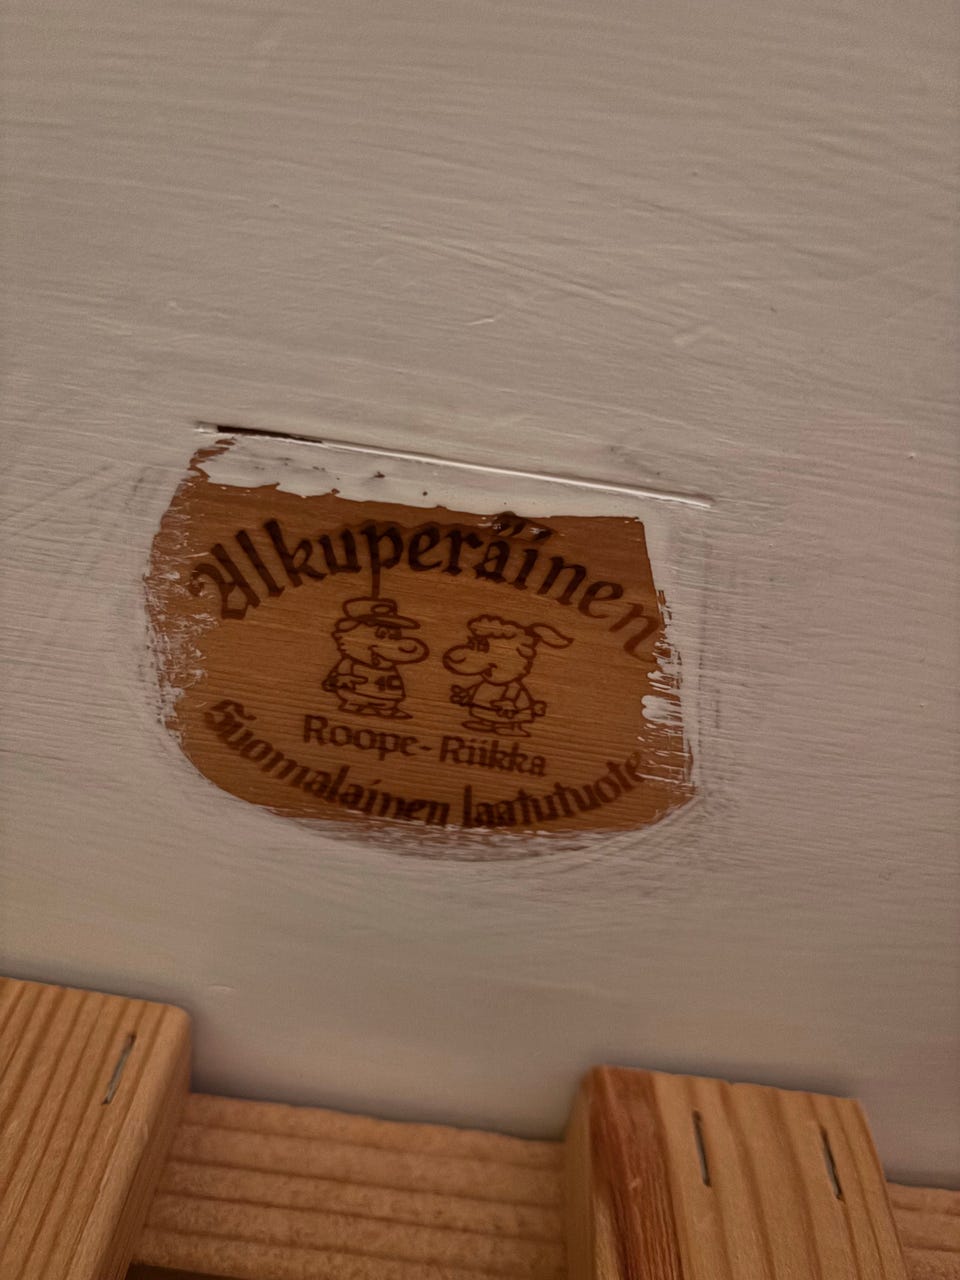 Alkuperäinen
Roope-Riikka
Suomalainen laatutuote